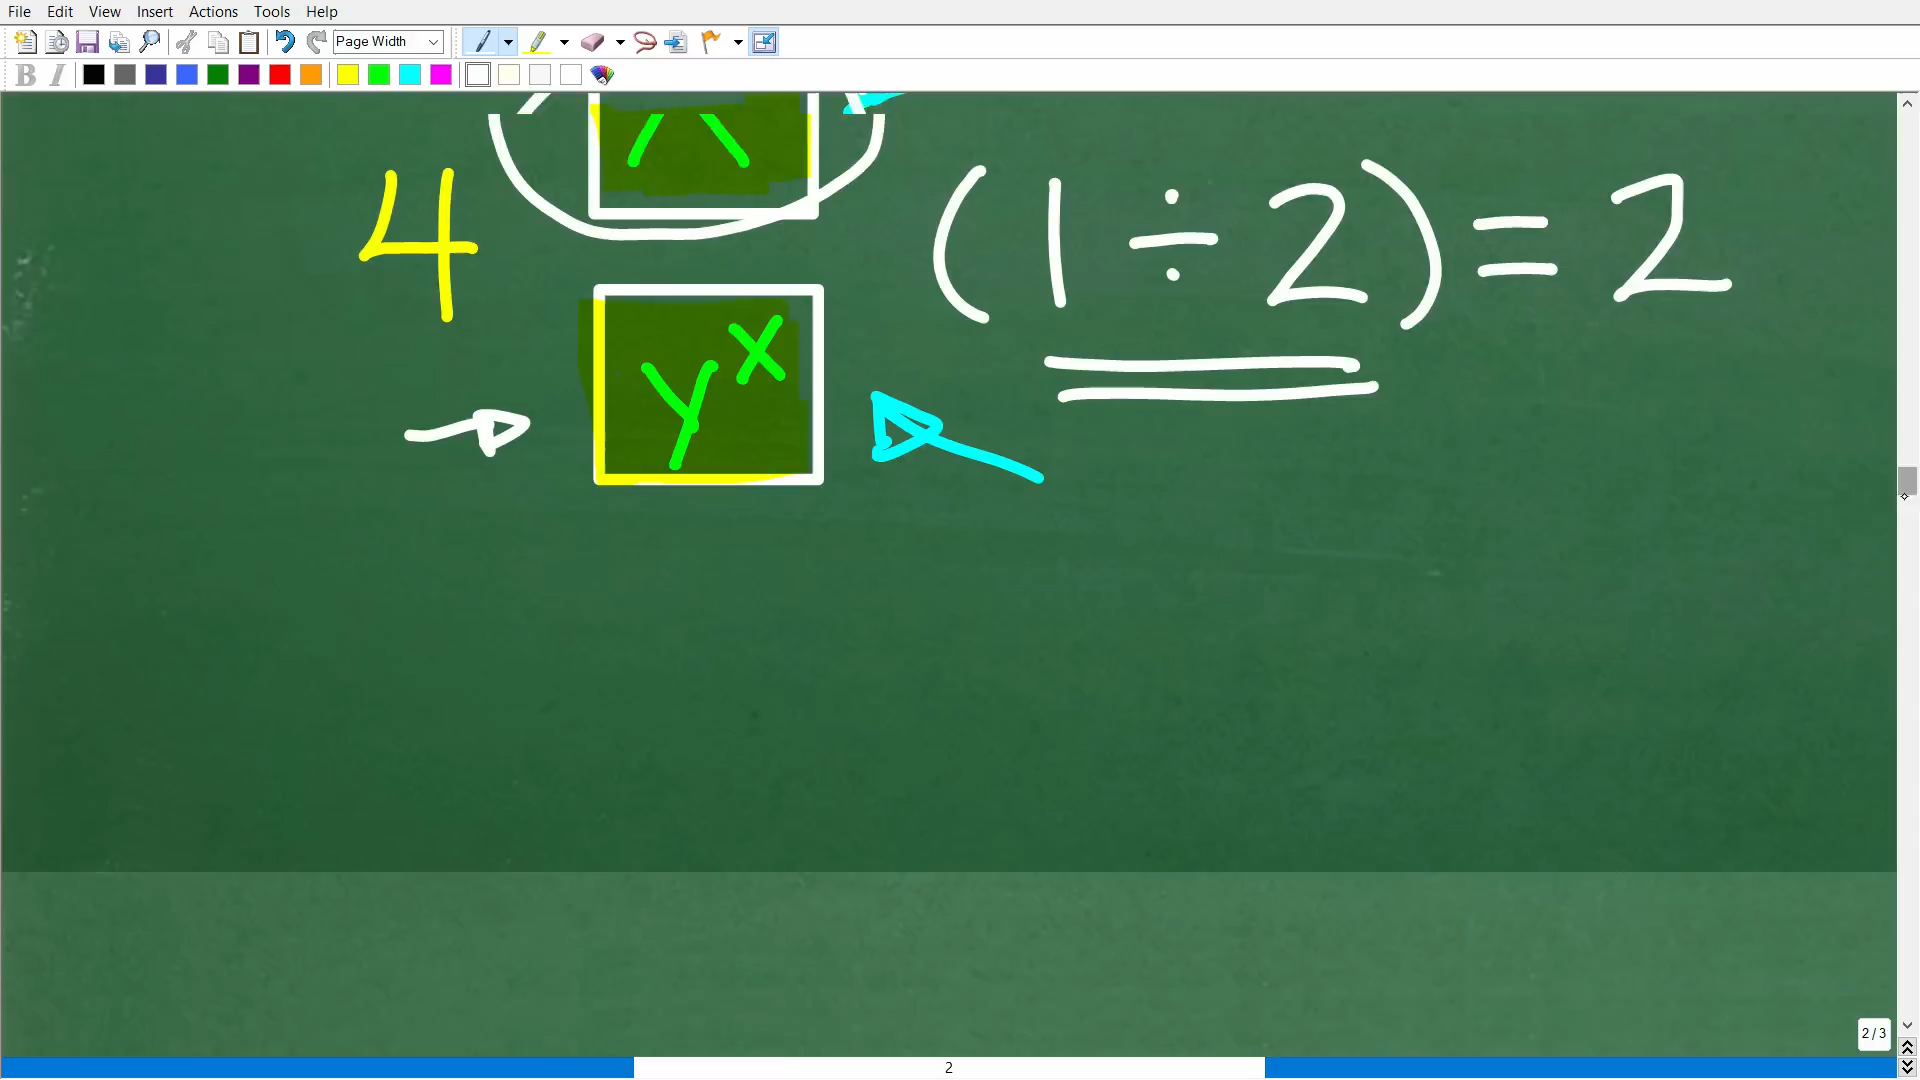 File Edit View Insert Actions Tools Help
Page Width
B I
4 ^ (1 ÷ 2) = 2
y^x
2 / 3
2